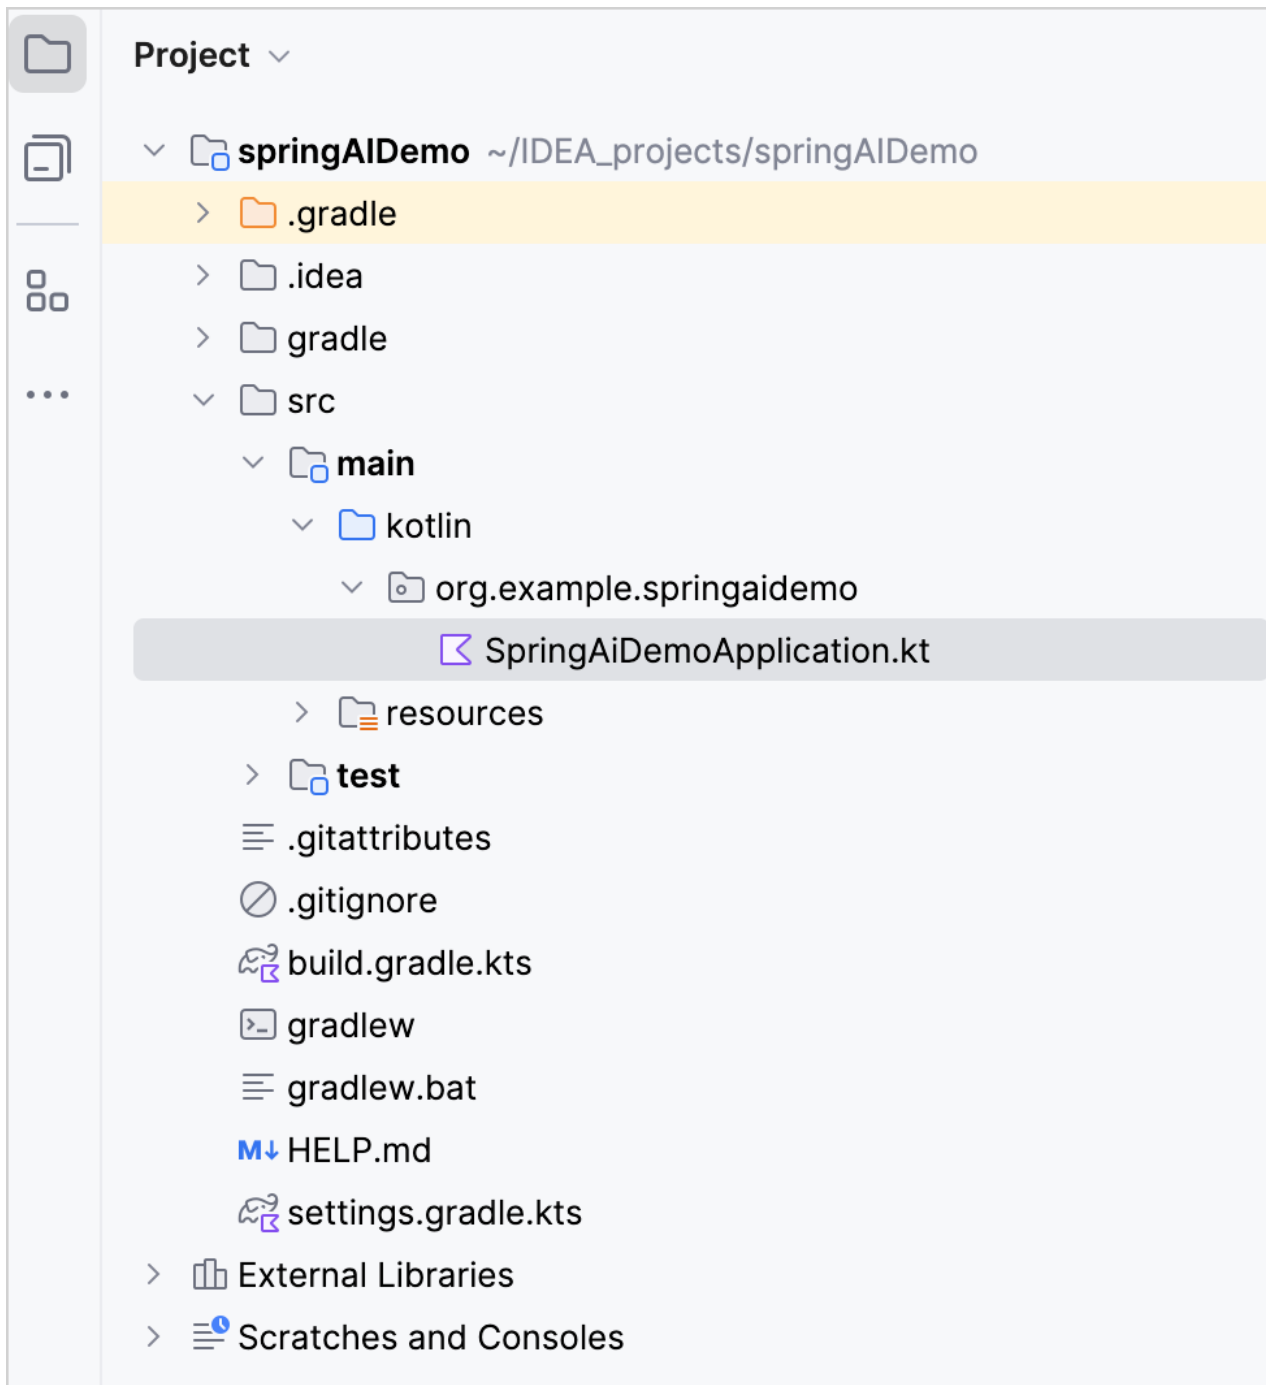 Project
springAIDemo ~/IDEA_projects/springAIDemo
.gradle
.idea
gradle
src
main
kotlin
org.example.springaidemo
SpringAiDemoApplication.kt
resources
test
.gitattributes
.gitignore
build.gradle.kts
gradlew
gradlew.bat
M↓ HELP.md
settings.gradle.kts
External Libraries
Scratches and Consoles